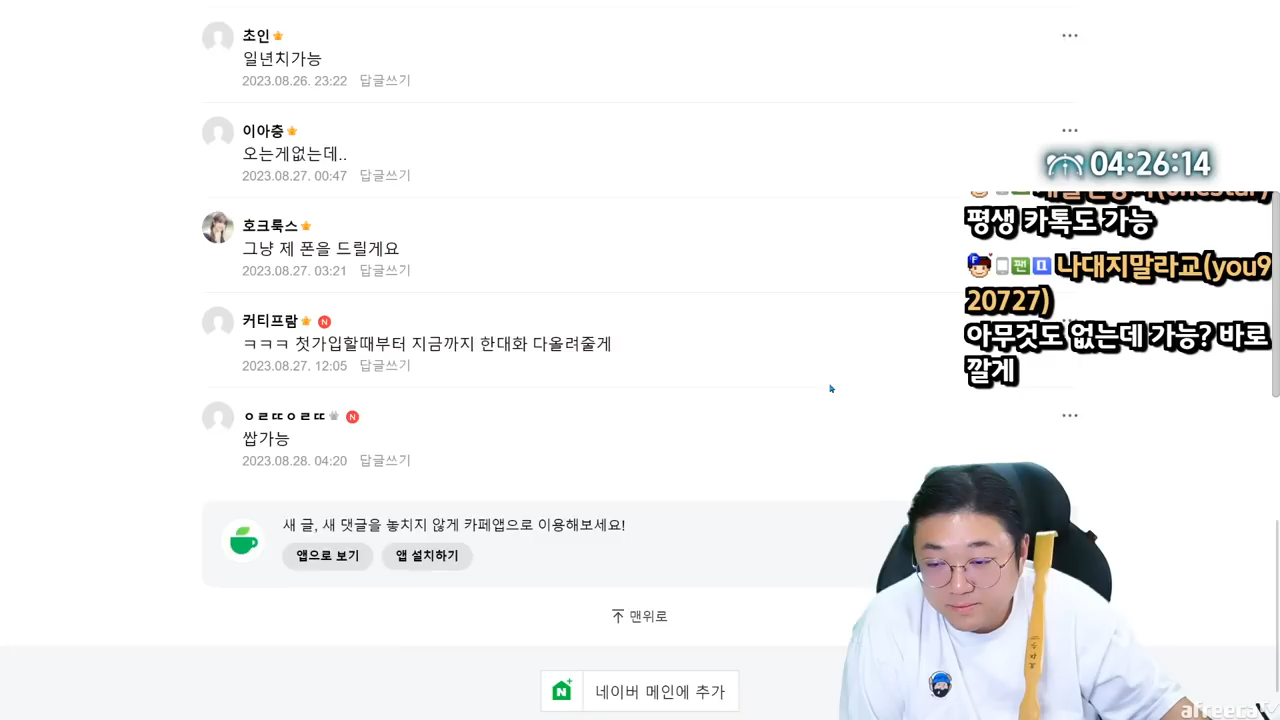 초인
일년치가능
2023.08.26. 23:22 답글쓰기
이아층
오는게없는데..
2023.08.27. 00:47 답글쓰기
호크룩스
그냥 제 폰을 드릴게요
2023.08.27. 03:21 답글쓰기
커티프람 N
ㅋㅋㅋ 첫가입할때부터 지금까지 한대화 다올려줄게
2023.08.27. 12:05 답글쓰기
ㅇㄹㄸㅇㄹㄸ N
쌉가능
2023.08.28. 04:20 답글쓰기
새 글, 새 댓글을 놓치지 않게 카페앱으로 이용해보세요!
앱으로 보기 앱 설치하기
맨위로
N 네이버 메인에 추가
04:26:14
평생 카톡도 가능
F 팬 n 나대지말라교(you9
20727)
아무것도 없는데 가능? 바로
깔게
afreecaTV